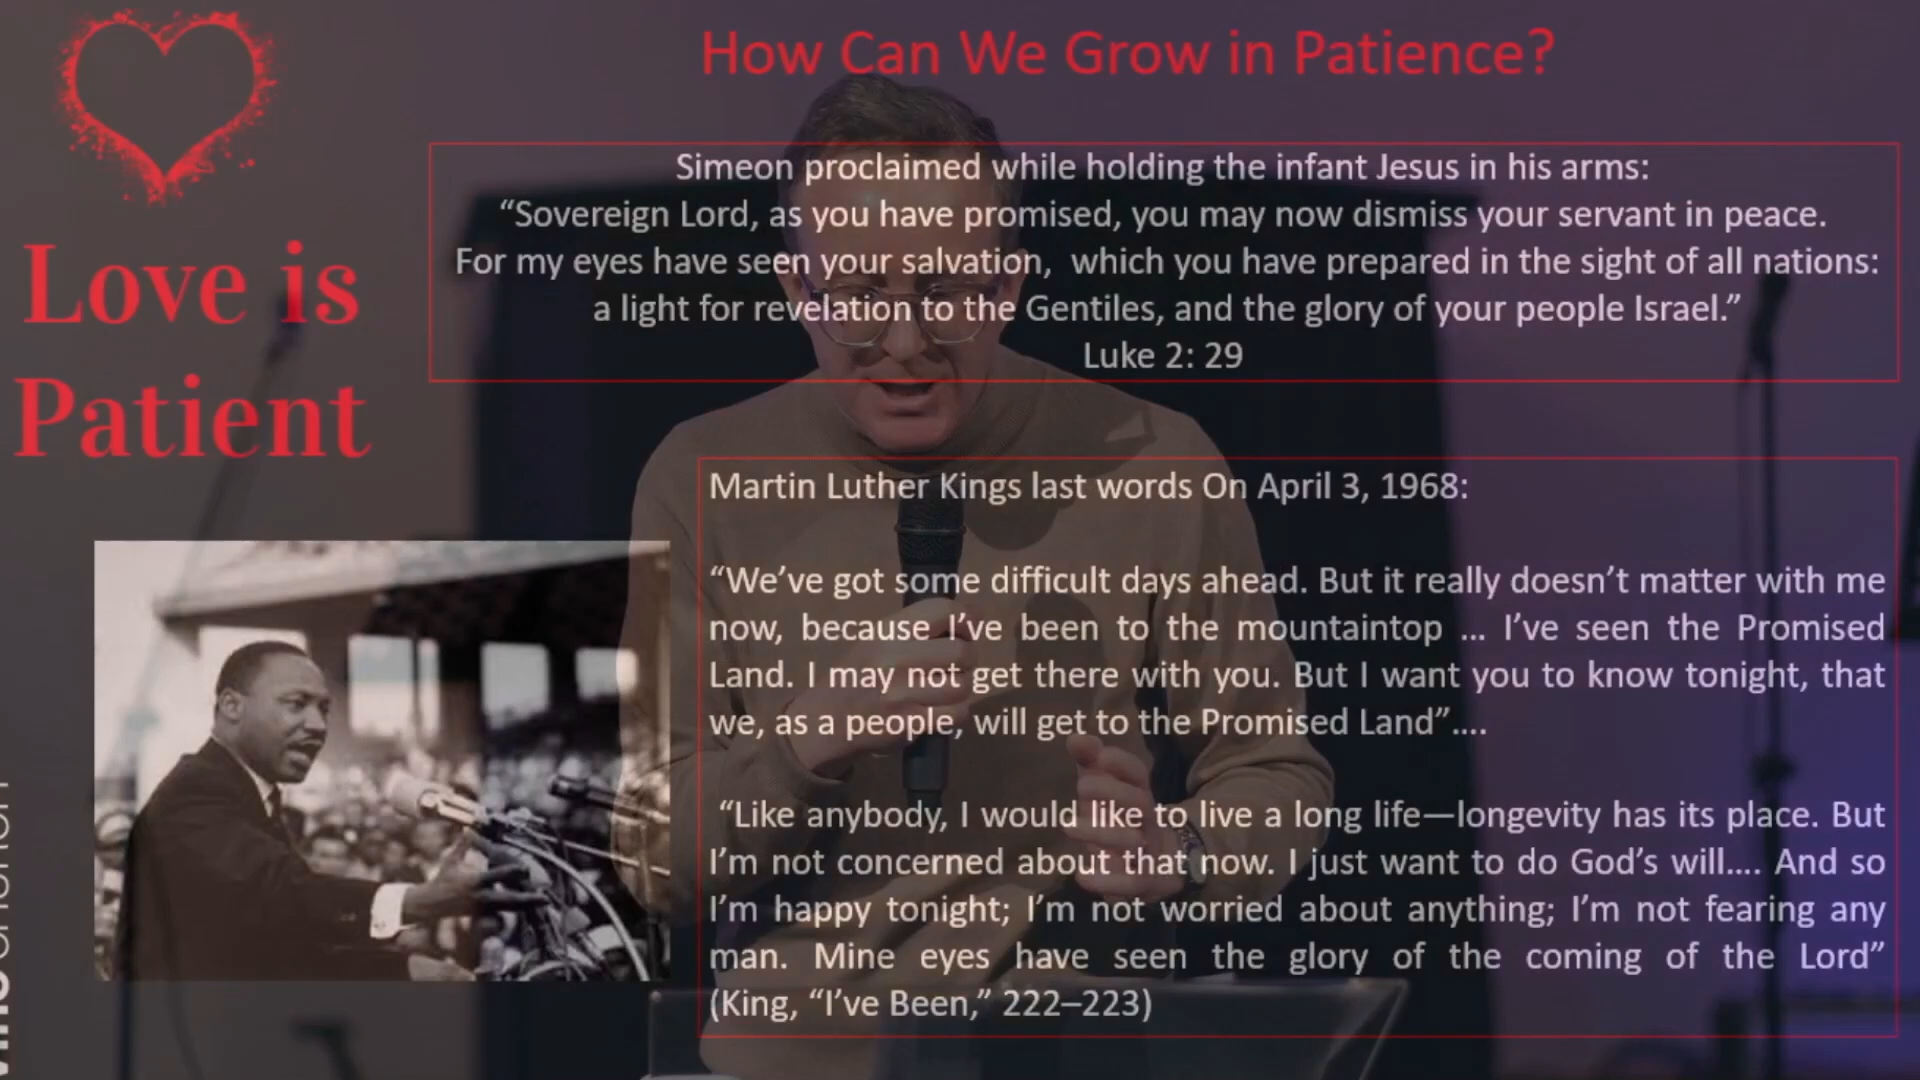 How Can We Grow in Patience?
Love is
Patient
Simeon proclaimed while holding the infant Jesus in his arms:
“Sovereign Lord, as you have promised, you may now dismiss your servant in peace.
For my eyes have seen your salvation,  which you have prepared in the sight of all nations:
a light for revelation to the Gentiles, and the glory of your people Israel.”
Luke 2: 29
Martin Luther Kings last words On April 3, 1968:
“We’ve got some difficult days ahead. But it really doesn’t matter with me
now, because I’ve been to the mountaintop ... I’ve seen the Promised
Land. I may not get there with you. But I want you to know tonight, that
we, as a people, will get to the Promised Land”....
“Like anybody, I would like to live a long life—longevity has its place. But
I’m not concerned about that now. I just want to do God’s will.... And so
I’m happy tonight; I’m not worried about anything; I’m not fearing any
man. Mine eyes have seen the glory of the coming of the Lord”
(King, “I’ve Been,” 222–223)